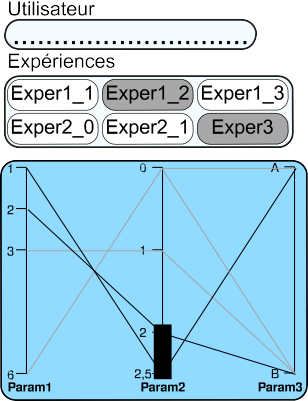 Utilisateur
Expériences
Exper1_1 Exper1_2 Exper1_3
Exper2_0 Exper2_1 Exper3
1 0 A
2
3 1
2
6 2,5 B
Param1 Param2 Param3